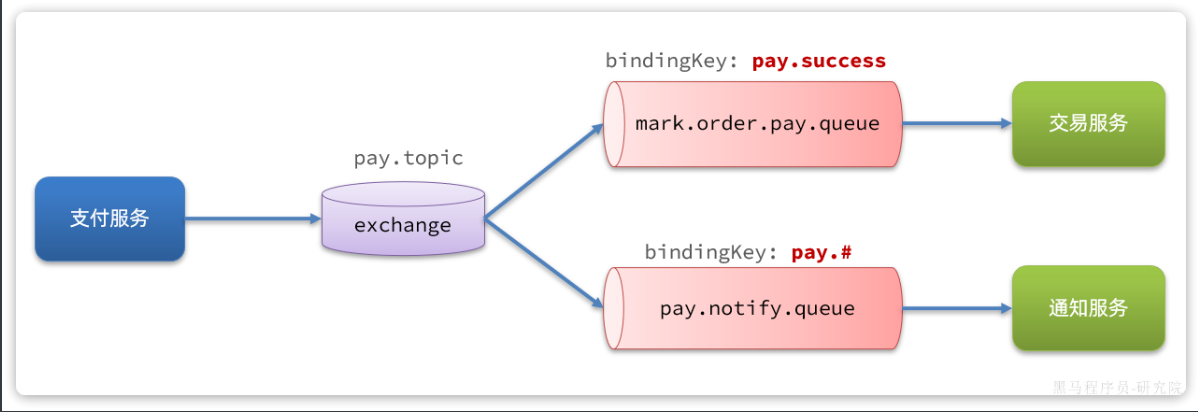 bindingKey: pay.success
mark.order.pay.queue
交易服务
pay.topic
支付服务
exchange
bindingKey: pay.#
pay.notify.queue
通知服务
黑马程序员-研究院